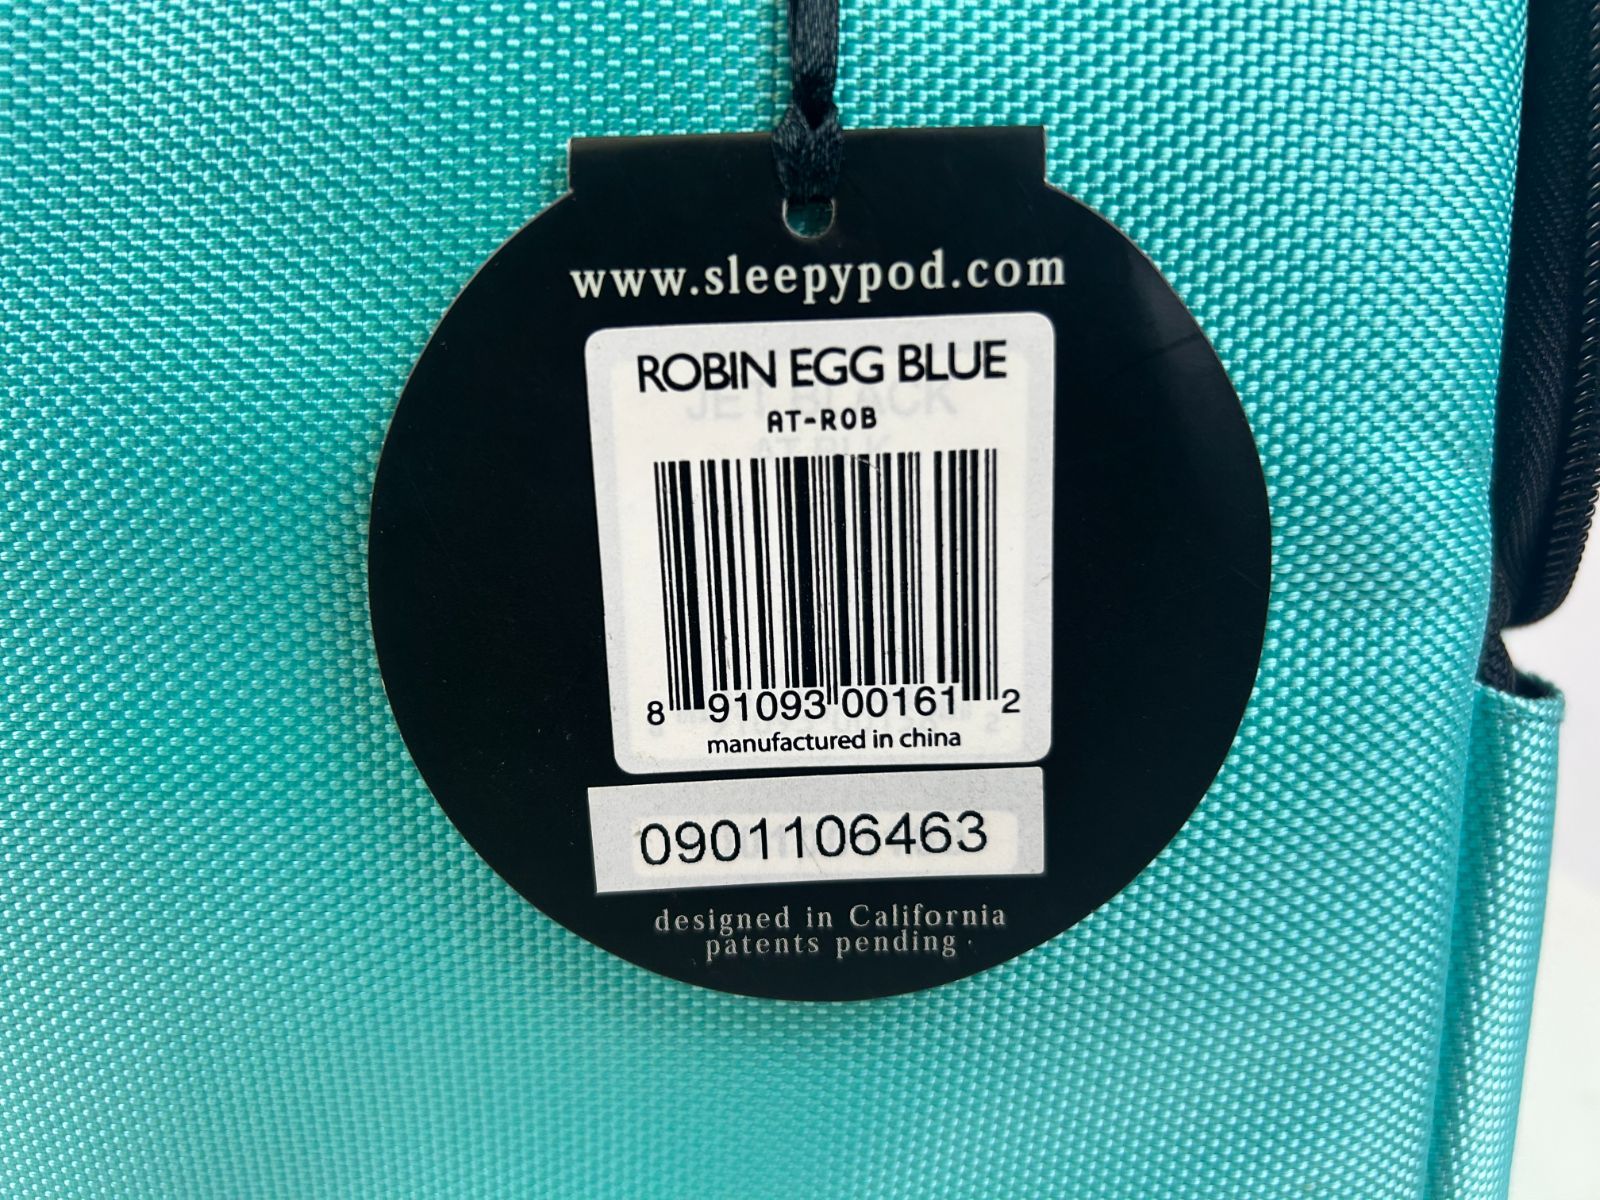 www.sleepypod.com
ROBIN EGG BLUE
AT-ROB
8 91093 00161 2
manufactured in china
0901106463
designed in California
patents pending